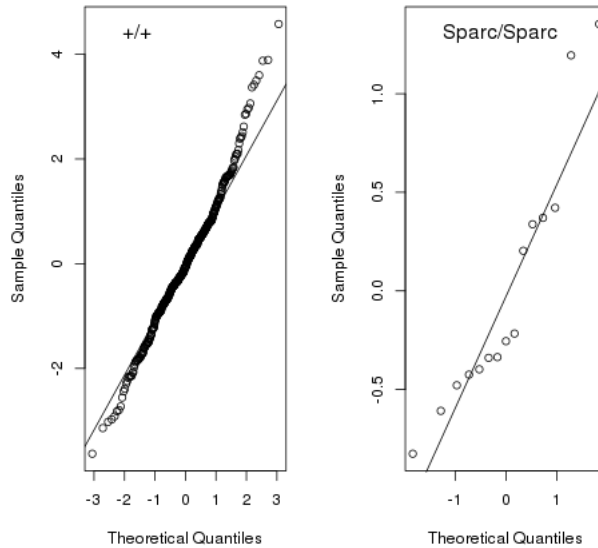 +/+
Sample Quantiles
4
2
0
-2
-3 -2 -1 0 1 2 3
Theoretical Quantiles
Sparc/Sparc
Sample Quantiles
1.0
0.5
0.0
-0.5
-1 0 1
Theoretical Quantiles